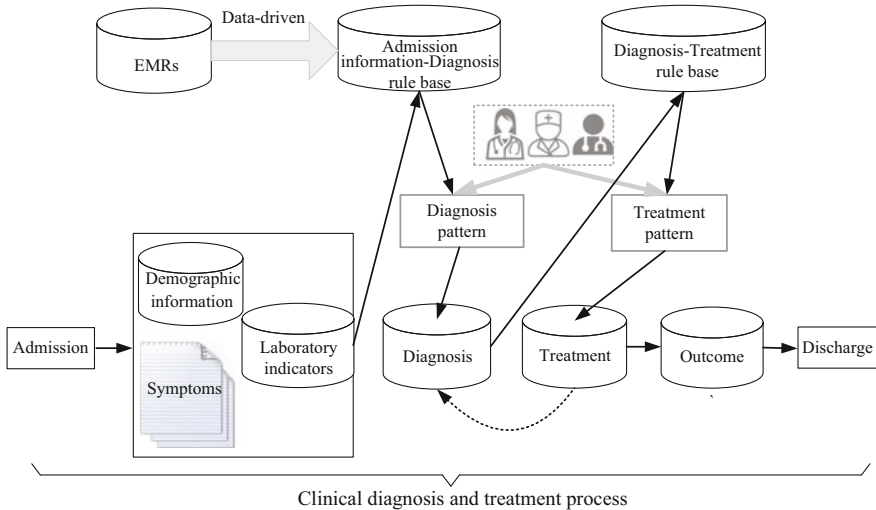 Data-driven
EMRs
Admission
information-Diagnosis
rule base
Diagnosis-Treatment
rule base
Diagnosis
pattern
Treatment
pattern
Demographic
information
Laboratory
indicators
Symptoms
Admission
Diagnosis
Treatment
Outcome
Discharge
Clinical diagnosis and treatment process